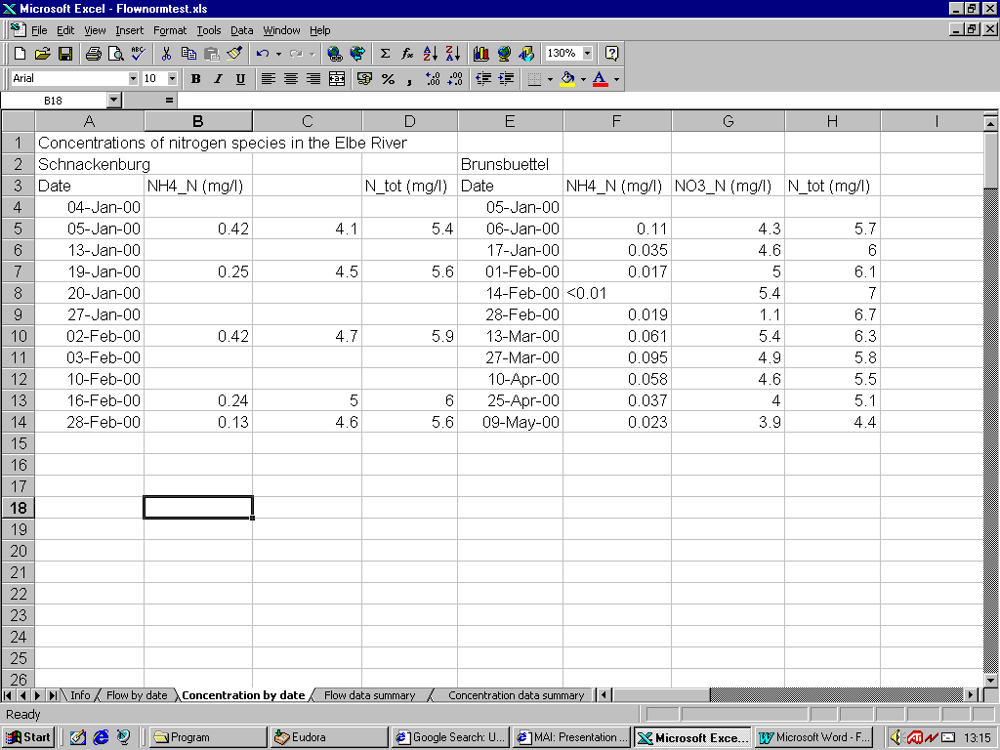 Microsoft Excel - Flownormtest.xls
File Edit View Insert Format Tools Data Window Help
130%
Arial 10 B I U
B18 =
A B C D E F G H I
1 Concentrations of nitrogen species in the Elbe River
2 Schnackenburg Brunsbuettel
3 Date NH4_N (mg/l) N_tot (mg/l) Date NH4_N (mg/l) NO3_N (mg/l) N_tot (mg/l)
4 04-Jan-00 05-Jan-00
5 05-Jan-00 0.42 4.1 5.4 06-Jan-00 0.11 4.3 5.7
6 13-Jan-00 17-Jan-00 0.035 4.6 6
7 19-Jan-00 0.25 4.5 5.6 01-Feb-00 0.017 5 6.1
8 20-Jan-00 14-Feb-00 <0.01 5.4 7
9 27-Jan-00 28-Feb-00 0.019 1.1 6.7
10 02-Feb-00 0.42 4.7 5.9 13-Mar-00 0.061 5.4 6.3
11 03-Feb-00 27-Mar-00 0.095 4.9 5.8
12 10-Feb-00 10-Apr-00 0.058 4.6 5.5
13 16-Feb-00 0.24 5 6 25-Apr-00 0.037 4 5.1
14 28-Feb-00 0.13 4.6 5.6 09-May-00 0.023 3.9 4.4
15
16
17
18
19
20
21
22
23
24
25
26
Info Flow by date Concentration by date Flow data summary Concentration data summary
Ready
Start Program Eudora Google Search: U... MAI: Presentation ... Microsoft Exce... Microsoft Word - F... 13:15